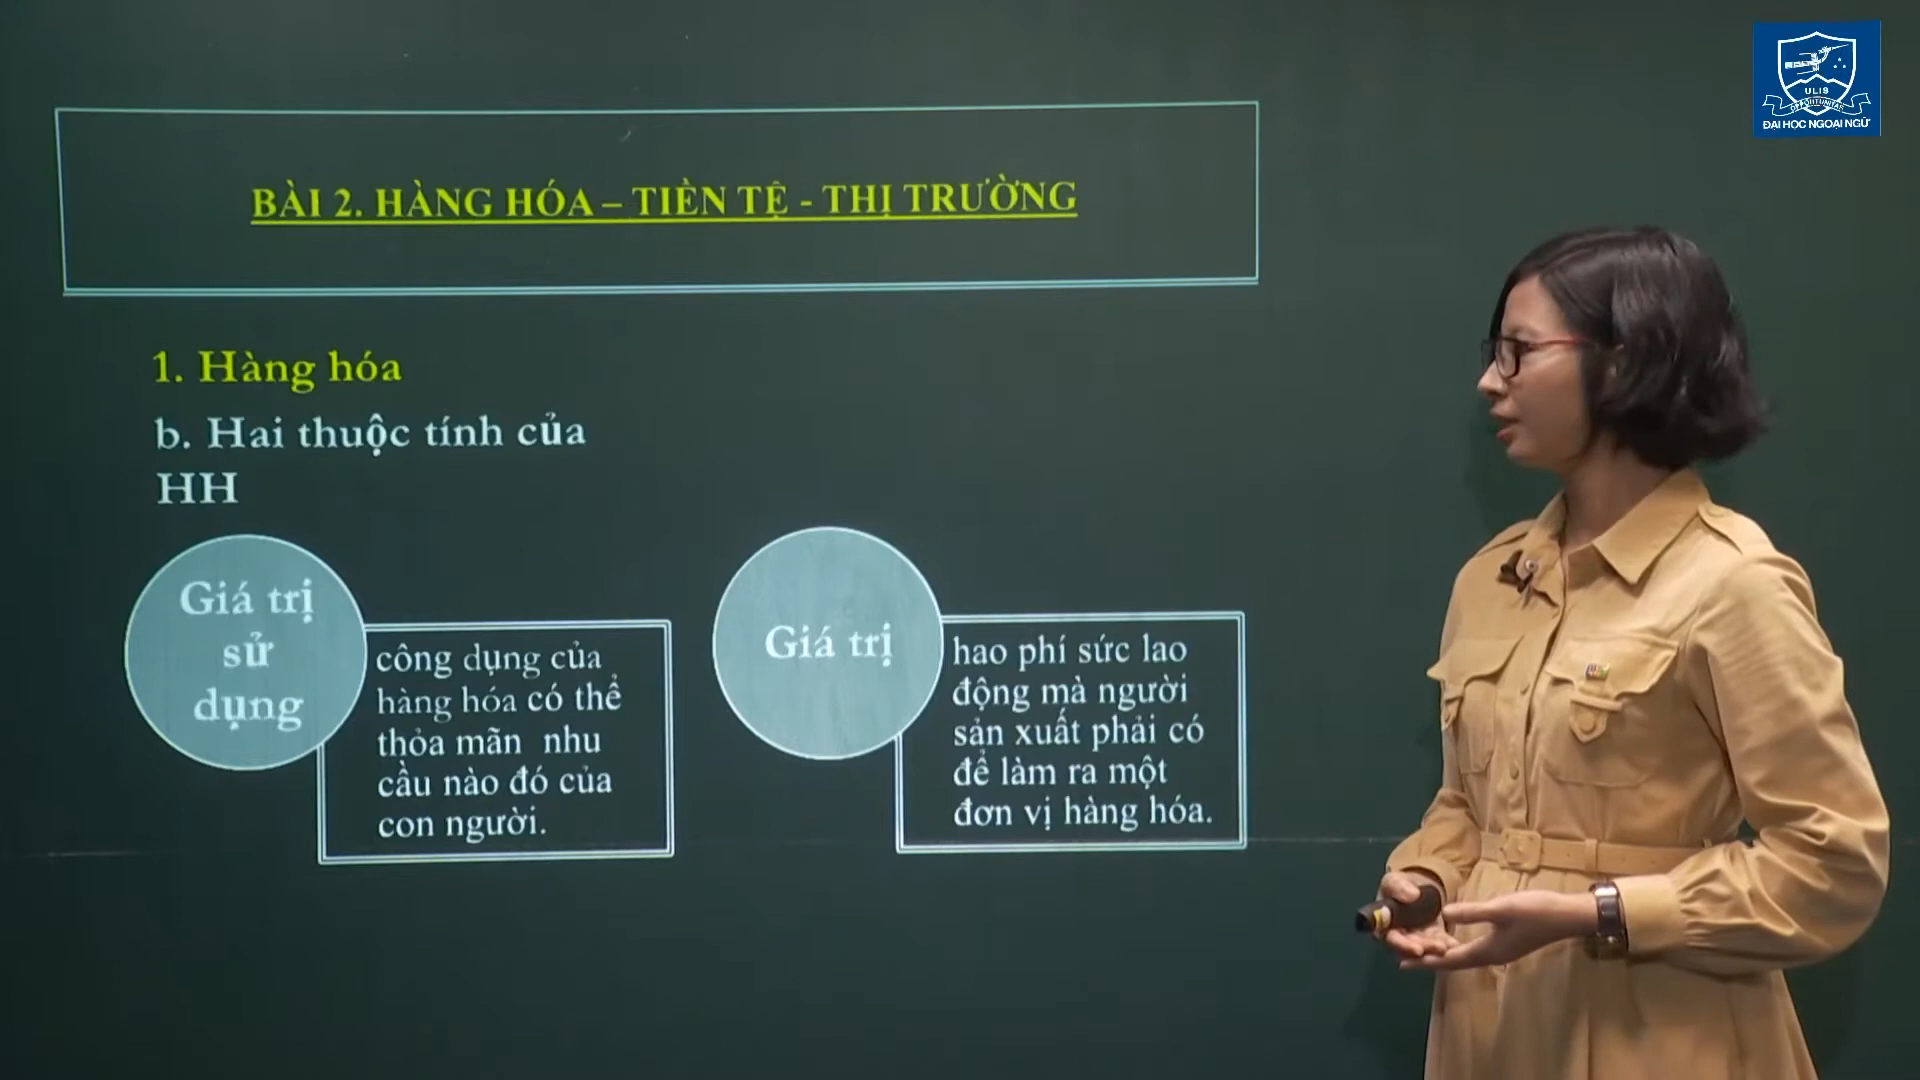 ULIS
OPPORTUNITAS
ĐẠI HỌC NGOẠI NGỮ
BÀI 2. HÀNG HÓA – TIỀN TỆ - THỊ TRƯỜNG
1. Hàng hóa
b. Hai thuộc tính của
HH
Giá trị
sử
dụng
công dụng của
hàng hóa có thể
thỏa mãn nhu
cầu nào đó của
con người.
Giá trị
hao phí sức lao
động mà người
sản xuất phải có
để làm ra một
đơn vị hàng hóa.